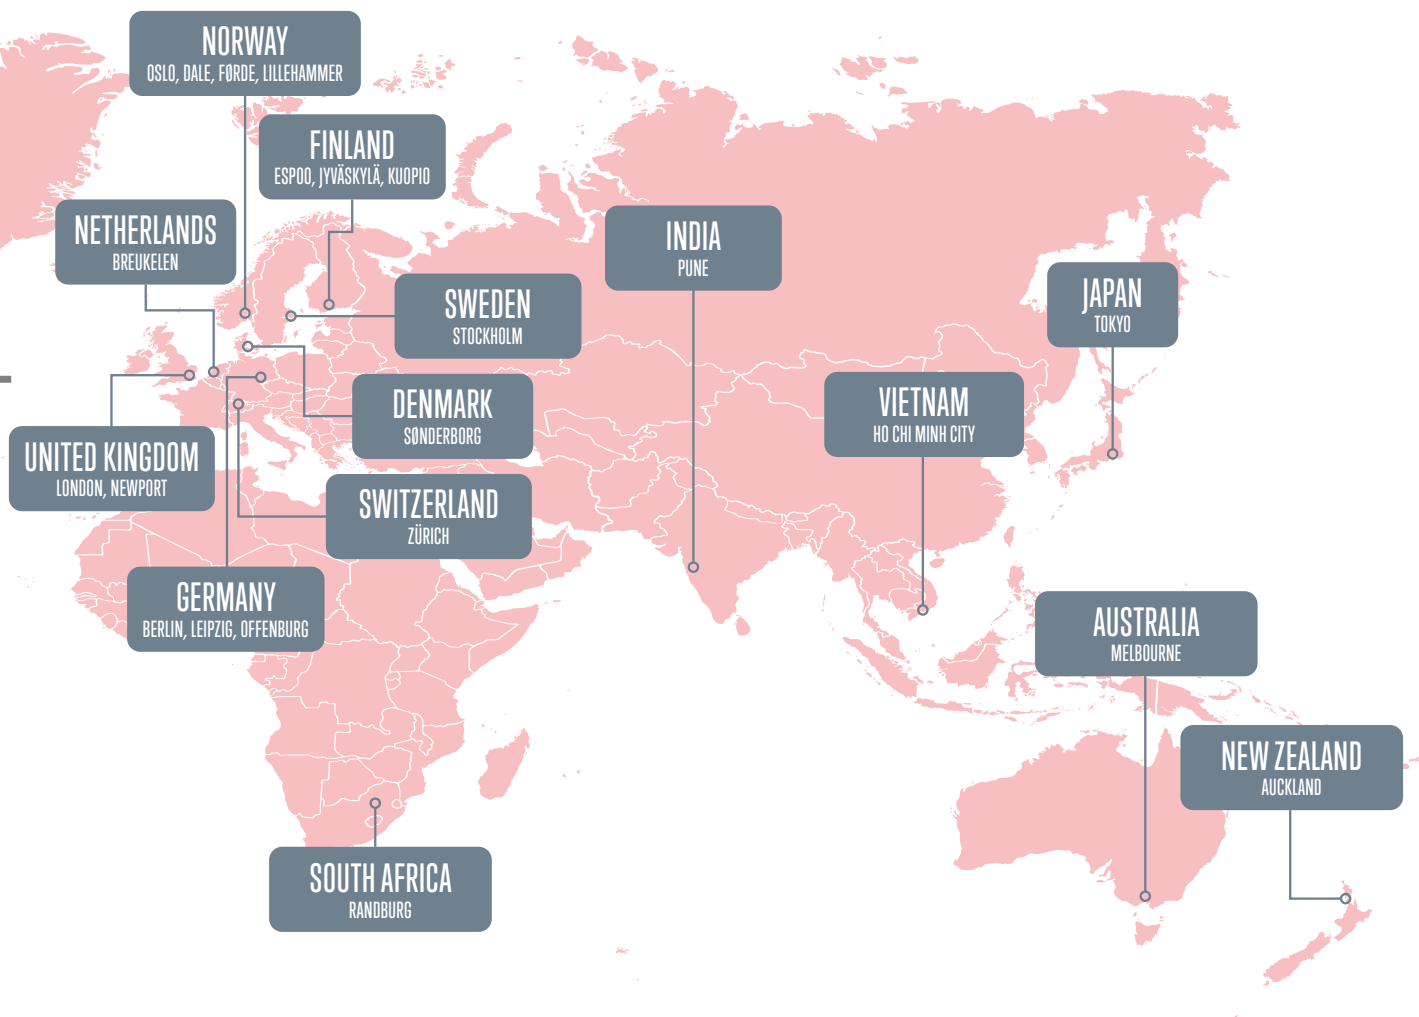 NORWAY
OSLO, DALE, FØRDE, LILLEHAMMER
FINLAND
ESPOO, JYVÄSKYLÄ, KUOPIO
NETHERLANDS
BREUKELEN
INDIA
PUNE
SWEDEN
STOCKHOLM
JAPAN
TOKYO
DENMARK
SØNDERBORG
VIETNAM
HO CHI MINH CITY
UNITED KINGDOM
LONDON, NEWPORT
SWITZERLAND
ZÜRICH
GERMANY
BERLIN, LEIPZIG, OFFENBURG
AUSTRALIA
MELBOURNE
NEW ZEALAND
AUCKLAND
SOUTH AFRICA
RANDBURG